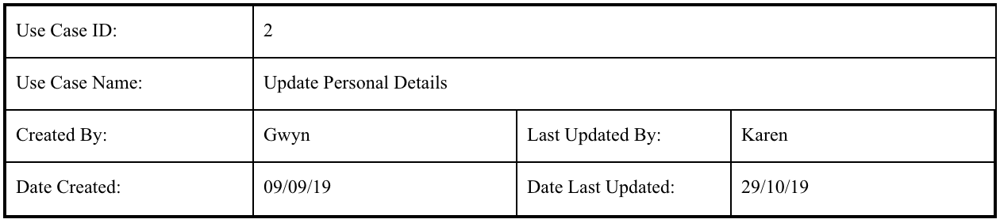 Use Case ID: 2
Use Case Name: Update Personal Details
Created By: Gwyn Last Updated By: Karen
Date Created: 09/09/19 Date Last Updated: 29/10/19